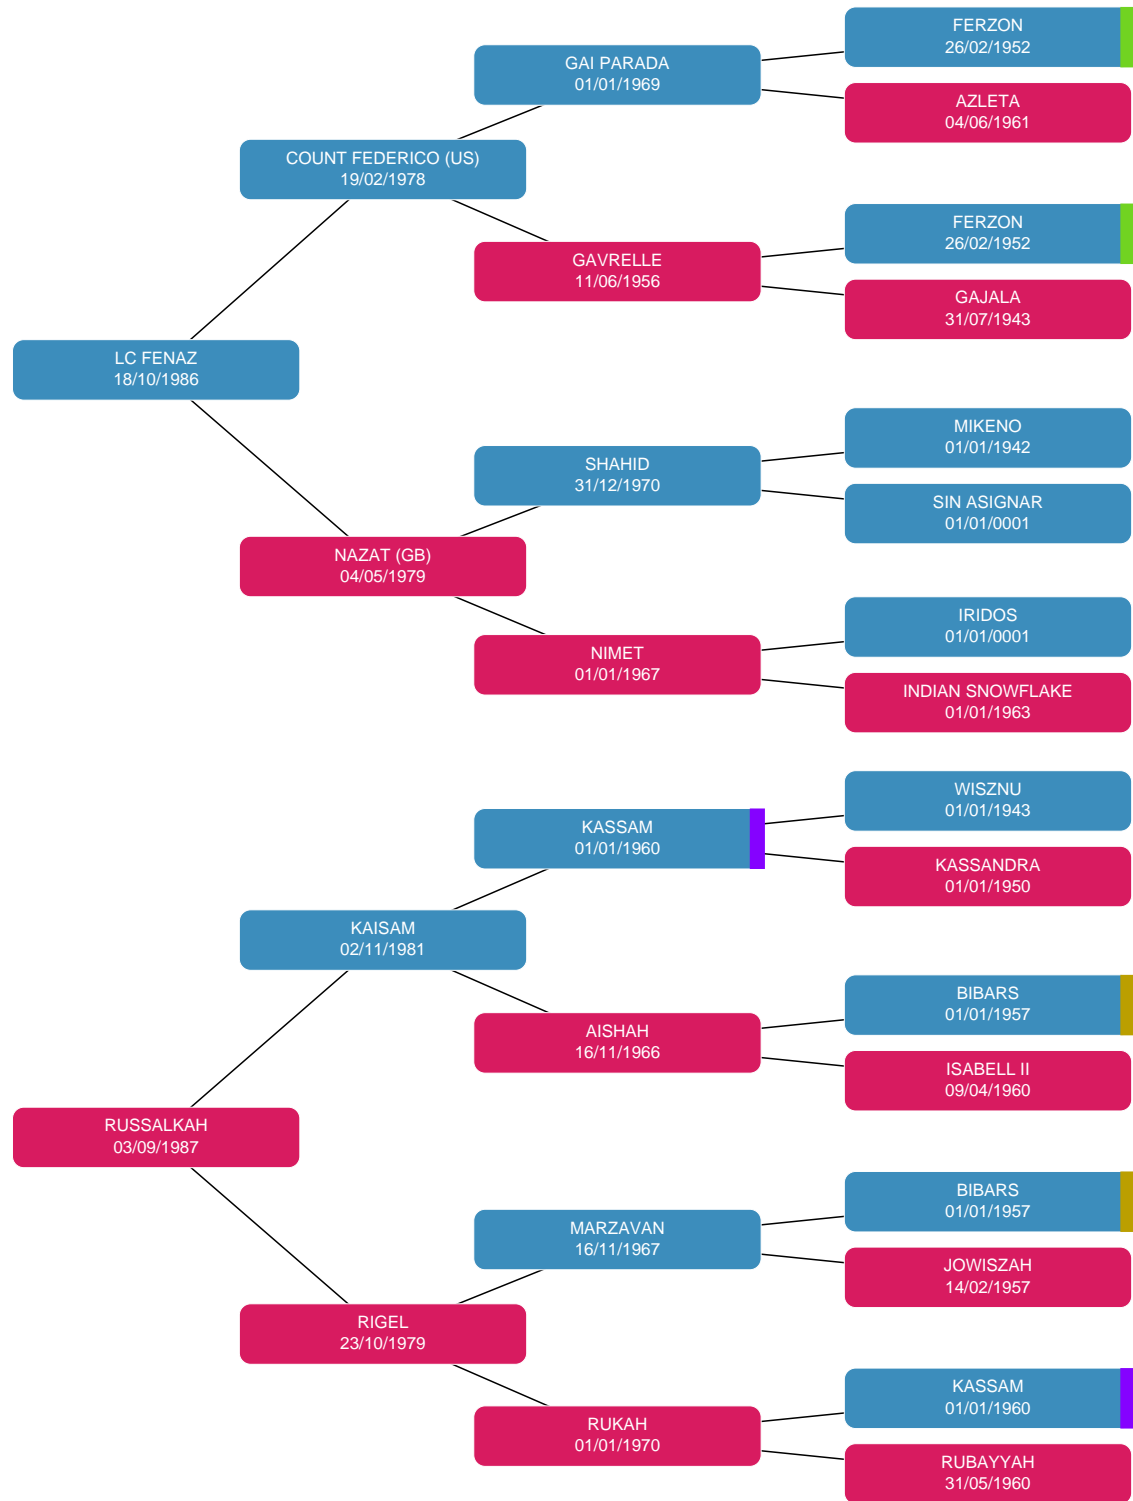 FERZON
26/02/1952
GAI PARADA
01/01/1969
AZLETA
04/06/1961
COUNT FEDERICO (US)
19/02/1978
FERZON
26/02/1952
GAVRELLE
11/06/1956
GAJALA
31/07/1943
LC FENAZ
18/10/1986
MIKENO
01/01/1942
SHAHID
31/12/1970
SIN ASIGNAR
01/01/0001
NAZAT (GB)
04/05/1979
IRIDOS
01/01/0001
NIMET
01/01/1967
INDIAN SNOWFLAKE
01/01/1963
WISZNU
01/01/1943
KASSAM
01/01/1960
KASSANDRA
01/01/1950
KAISAM
02/11/1981
BIBARS
01/01/1957
AISHAH
16/11/1966
ISABELL II
09/04/1960
RUSSALKAH
03/09/1987
BIBARS
01/01/1957
MARZAVAN
16/11/1967
JOWISZAH
14/02/1957
RIGEL
23/10/1979
KASSAM
01/01/1960
RUKAH
01/01/1970
RUBAYYAH
31/05/1960